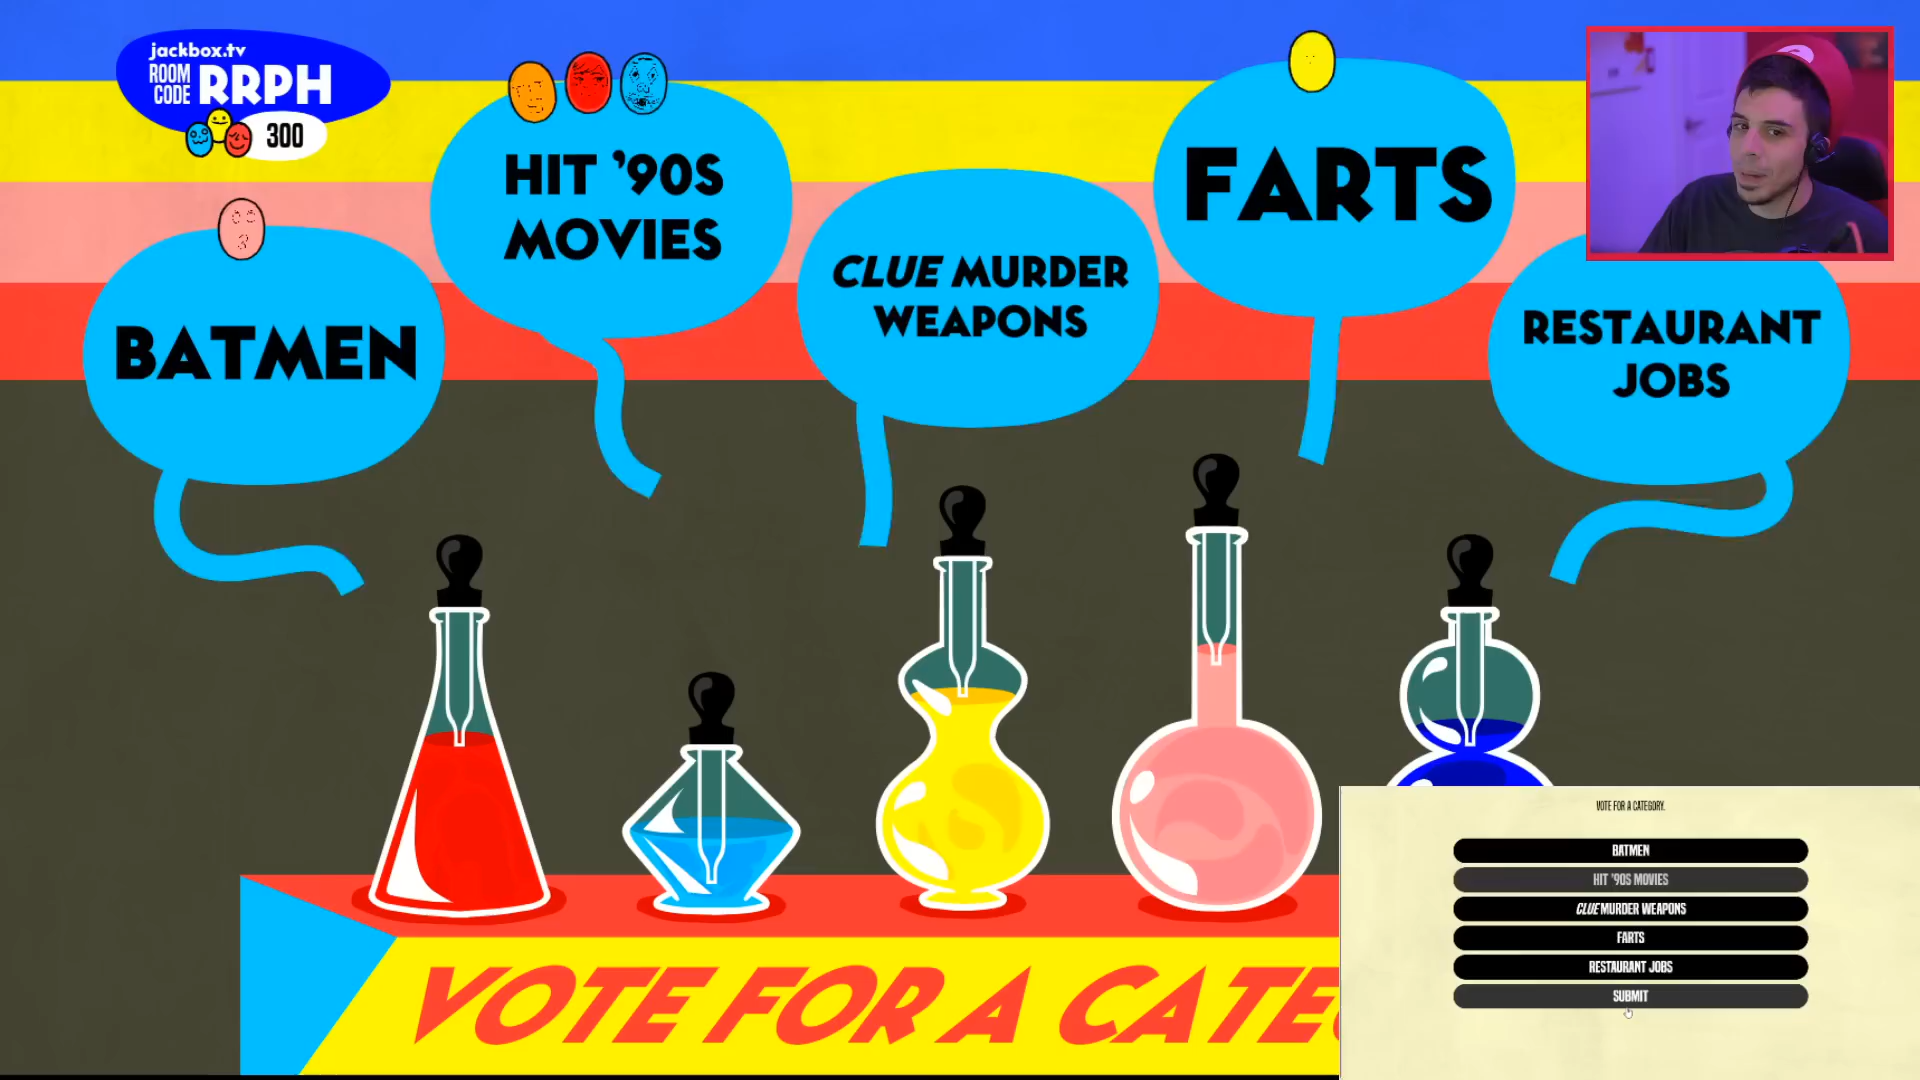 jackbox.tv
ROOM
CODE
RRPH
300
BATMEN
HIT '90S
MOVIES
CLUE MURDER
WEAPONS
FARTS
RESTAURANT
JOBS
VOTE FOR A CATEG
VOTE FOR A CATEGORY.
BATMEN
HIT '90S MOVIES
CLUE MURDER WEAPONS
FARTS
RESTAURANT JOBS
SUBMIT